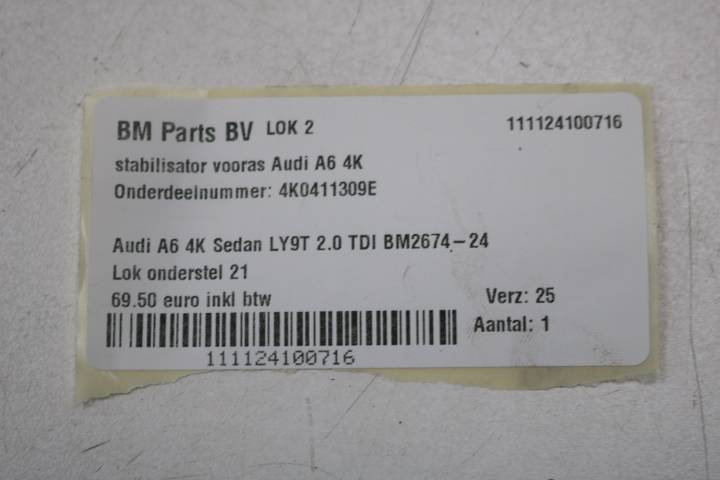 BM Parts BV LOK 2 111124100716
stabilisator vooras Audi A6 4K
Onderdeelnummer: 4K0411309E
Audi A6 4K Sedan LY9T 2.0 TDI BM2674-24
Lok onderstel 21
69.50 euro inkl btw Verz: 25
Aantal: 1
111124100716